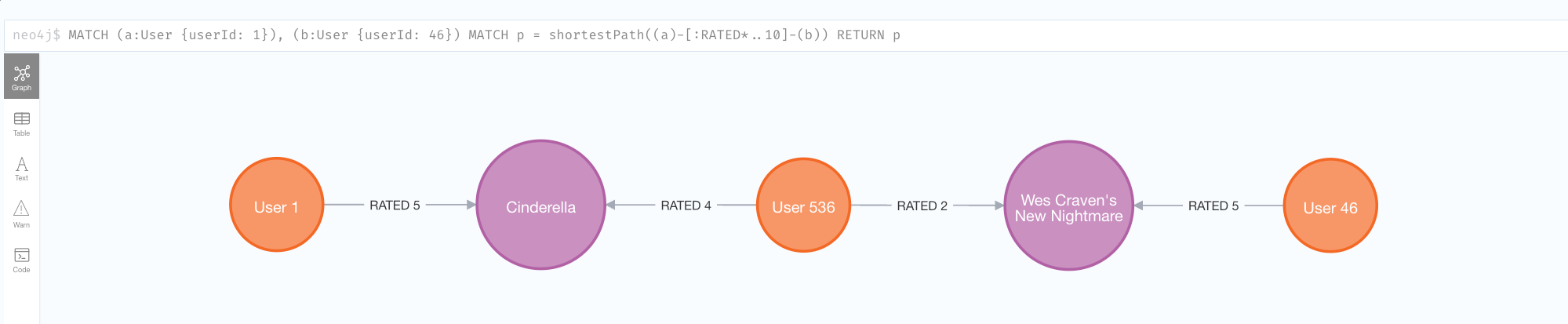 neo4j$ MATCH (a:User {userId: 1}), (b:User {userId: 46}) MATCH p = shortestPath((a)-[:RATED*..10]-(b)) RETURN p
Graph
Table
Text
Warn
Code
User 1
RATED 5
Cinderella
RATED 4
User 536
RATED 2
Wes Craven's
New Nightmare
RATED 5
User 46